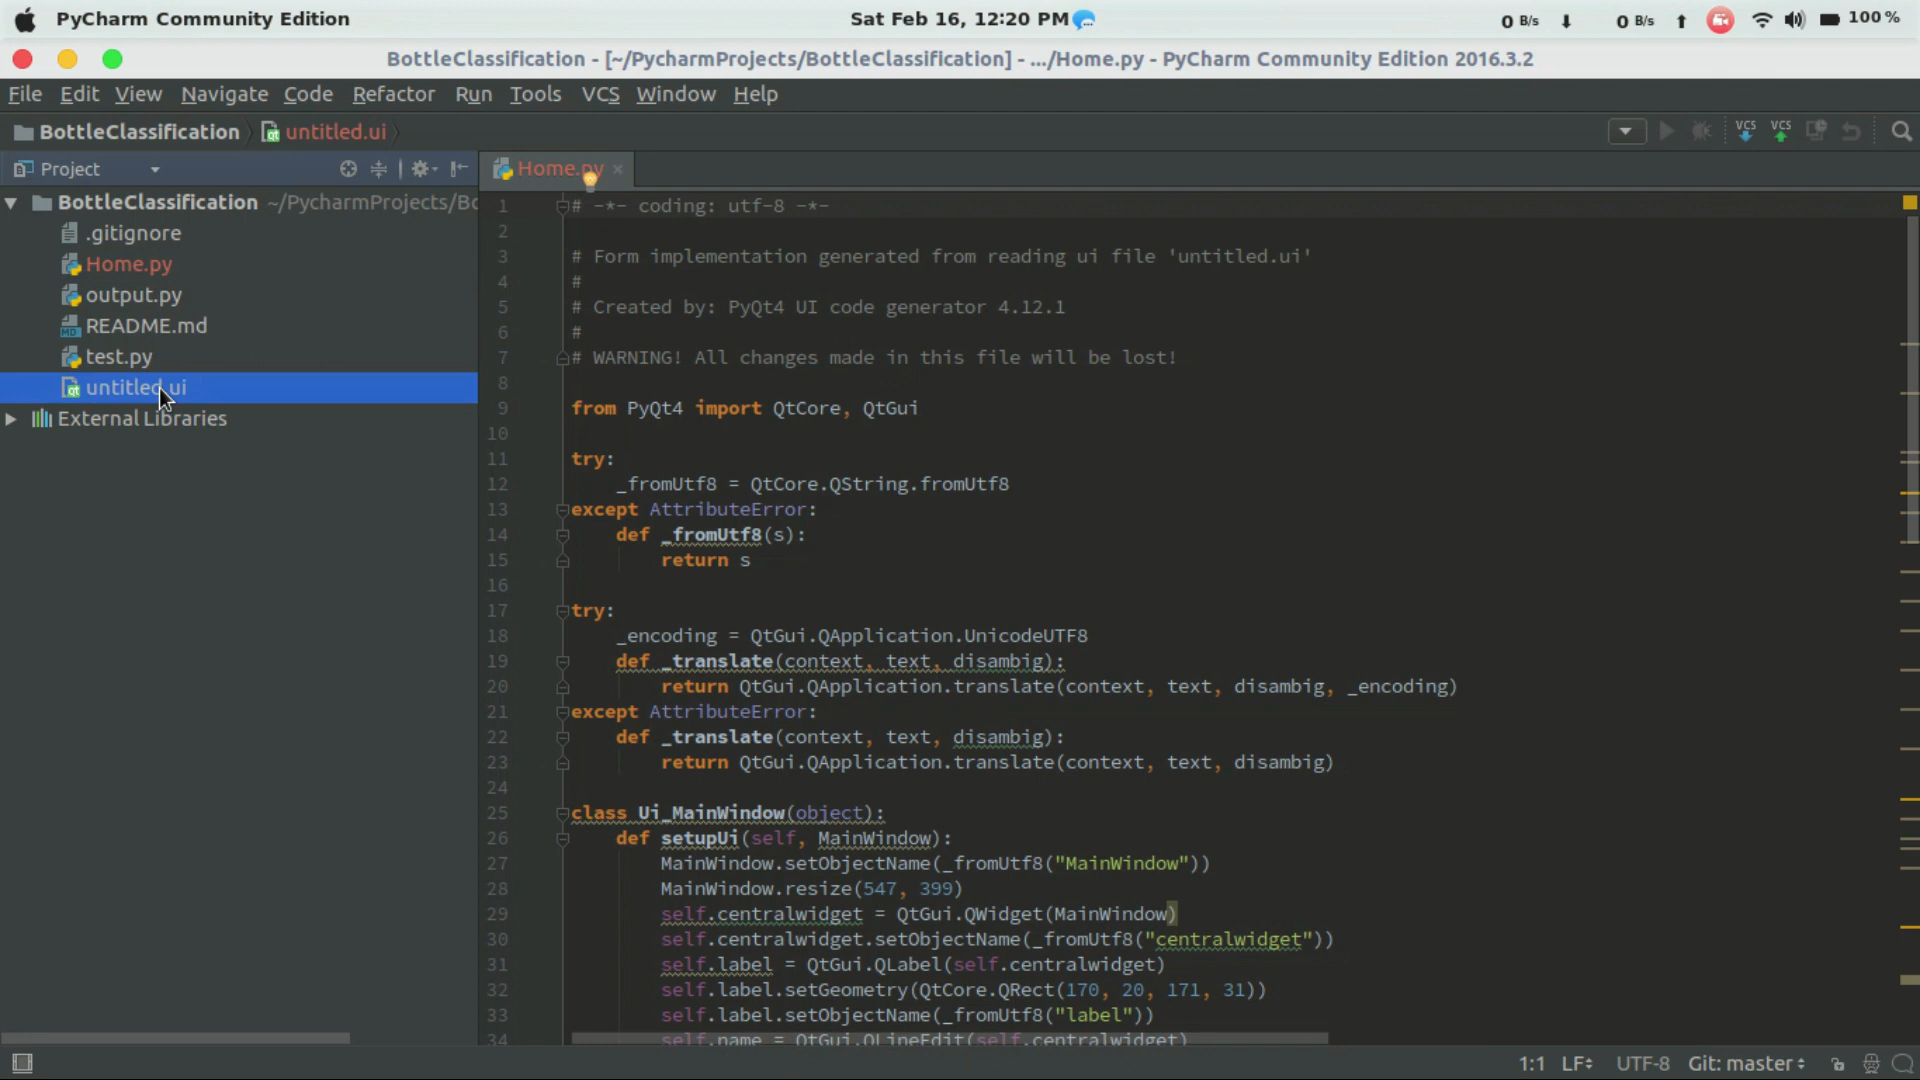 PyCharm Community Edition
Sat Feb 16, 12:20 PM
0 B/s
0 B/s
100 %
BottleClassification - [~/PycharmProjects/BottleClassification] - .../Home.py - PyCharm Community Edition 2016.3.2
File Edit View Navigate Code Refactor Run Tools VCS Window Help
BottleClassification untitled.ui
VCS VCS
Project
Home.py
BottleClassification ~/PycharmProjects/Bo
.gitignore
Home.py
output.py
README.md
test.py
untitled.ui
External Libraries
1 # -*- coding: utf-8 -*-
2
3 # Form implementation generated from reading ui file 'untitled.ui'
4 #
5 # Created by: PyQt4 UI code generator 4.12.1
6 #
7 # WARNING! All changes made in this file will be lost!
8
9 from PyQt4 import QtCore, QtGui
10
11 try:
12 _fromUtf8 = QtCore.QString.fromUtf8
13 except AttributeError:
14 def _fromUtf8(s):
15 return s
16
17 try:
18 _encoding = QtGui.QApplication.UnicodeUTF8
19 def _translate(context, text, disambig):
20 return QtGui.QApplication.translate(context, text, disambig, _encoding)
21 except AttributeError:
22 def _translate(context, text, disambig):
23 return QtGui.QApplication.translate(context, text, disambig)
24
25 class Ui_MainWindow(object):
26 def setupUi(self, MainWindow):
27 MainWindow.setObjectName(_fromUtf8("MainWindow"))
28 MainWindow.resize(547, 399)
29 self.centralwidget = QtGui.QWidget(MainWindow)
30 self.centralwidget.setObjectName(_fromUtf8("centralwidget"))
31 self.label = QtGui.QLabel(self.centralwidget)
32 self.label.setGeometry(QtCore.QRect(170, 20, 171, 31))
33 self.label.setObjectName(_fromUtf8("label"))
34 self.name = QtGui.QLineEdit(self.centralwidget)
1:1 LF UTF-8 Git: master